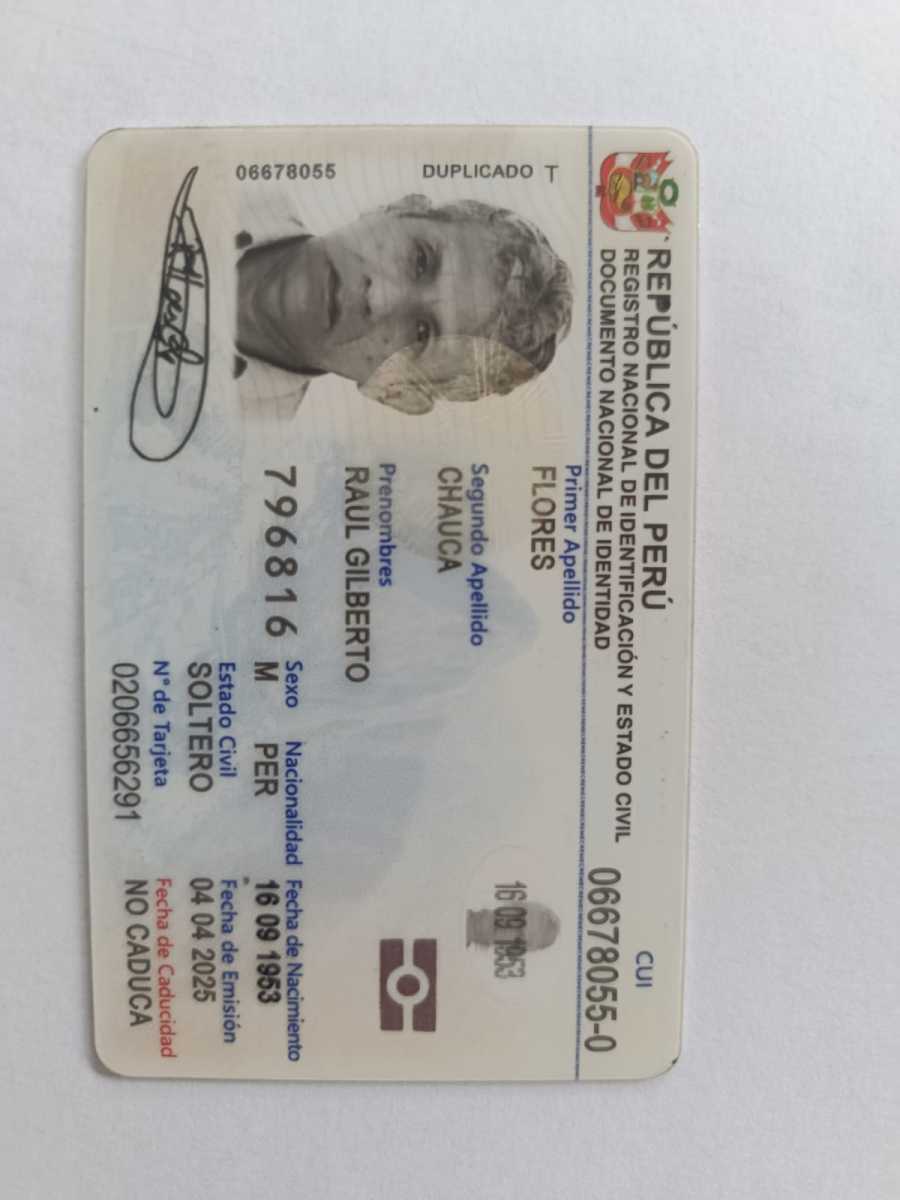 REPÚBLICA DEL PERÚ
REGISTRO NACIONAL DE IDENTIFICACIÓN Y ESTADO CIVIL
DOCUMENTO NACIONAL DE IDENTIDAD
CUI
06678055-0
DUPLICADO T
06678055
Primer Apellido
FLORES
Segundo Apellido
CHAUCA
Prenombres
RAUL GILBERTO
796816
16 09 1953
Sexo Nacionalidad Fecha de Nacimiento
M PER 16 09 1953
Estado Civil Fecha de Emisión
SOLTERO 04 04 2025
N° de Tarjeta Fecha de Caducidad
0206656291 NO CADUCA